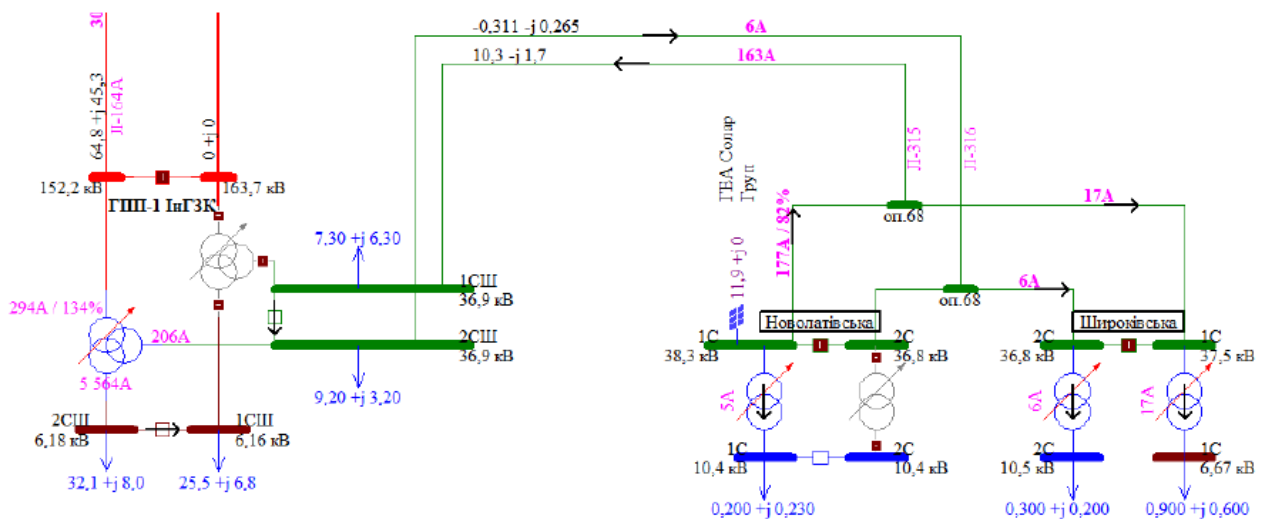 30
-0,311 -j 0,265
6А
10,3 -j 1,7
163А
64,8 +j 45,3
Л-164А
0 +j 0
152,2 кВ
163,7 кВ
ГПП-1 ІнГЗК
7,30 +j 6,30
1СШ
36,9 кВ
294А / 134%
206А
2СШ
36,9 кВ
5 564А
9,20 +j 3,20
2СШ
6,18 кВ
1СШ
6,16 кВ
32,1 +j 8,0
25,5 +j 6,8
Л-315
Л-316
ГЕА Солар
Груп
11,9 +j 0
177А / 82%
оп.68
17А
оп.68
6А
Новолатівська
Широківська
1С
38,3 кВ
2С
36,8 кВ
2С
36,8 кВ
1С
37,5 кВ
5А
6А
17А
1С
10,4 кВ
2С
10,4 кВ
2С
10,5 кВ
1С
6,67 кВ
0,200 +j 0,230
0,300 +j 0,200
0,900 +j 0,600